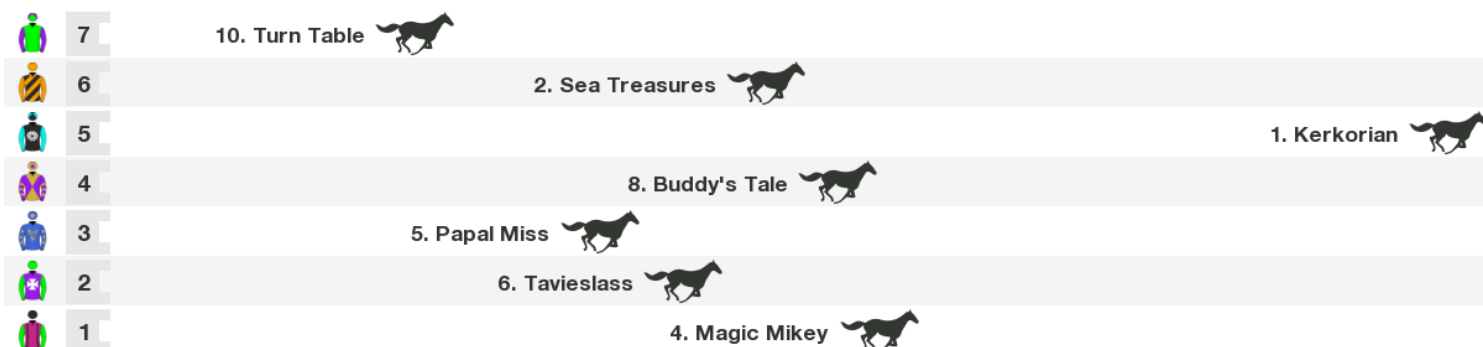 7 10. Turn Table
6 2. Sea Treasures
5 1. Kerkorian
4 8. Buddy's Tale
3 5. Papal Miss
2 6. Tavieslass
1 4. Magic Mikey